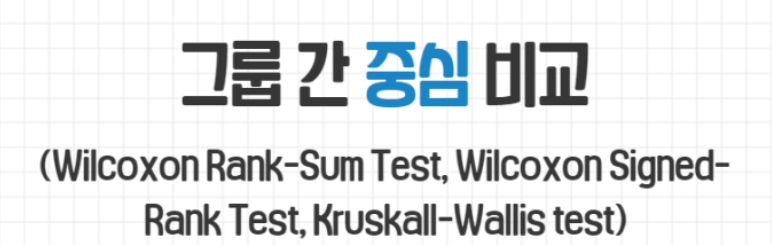 그룹 간 중심 비교
(Wilcoxon Rank-Sum Test, Wilcoxon Signed-
Rank Test, Kruskall-Wallis test)